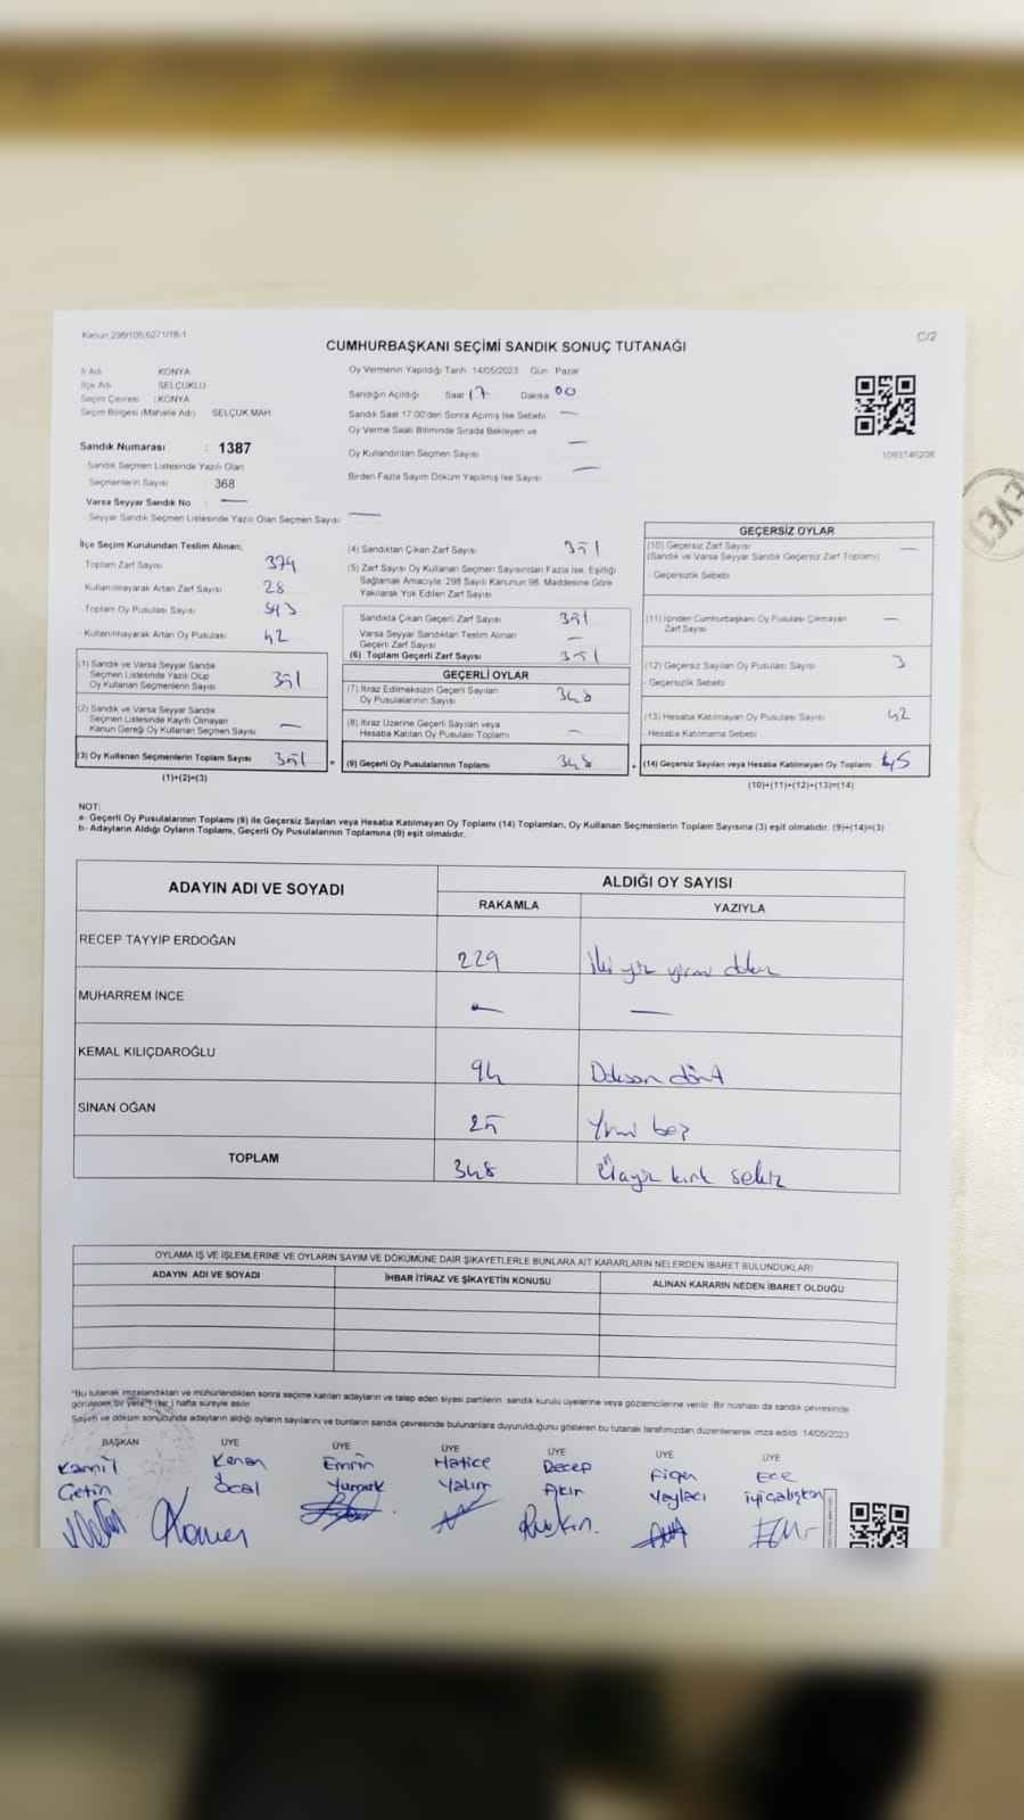 Kanun 298/105;6271/18-1
C/2
CUMHURBAŞKANI SEÇİMİ SANDIK SONUÇ TUTANAĞI
İl Adı KONYA
İlçe Adı SELÇUKLU
Seçim Çevresi : KONYA
Seçim Bölgesi (Mahalle Adı) SELÇUK MAH.
Sandık Numarası : 1387
Sandık Seçmen Listesinde Yazılı Olan
Seçmenlerin Sayısı 368
Varsa Seyyar Sandık No : —
Seyyar Sandık Seçmen Listesinde Yazılı Olan Seçmen Sayısı —
Oy Vermenin Yapıldığı Tarih 14/05/2023 Gün Pazar
Sandığın Açıldığı Saat 17 Dakika 00
Sandık Saat 17:00'den Sonra Açılmış İse Sebebi —
Oy Verme Saati Bitiminde Sırada Bekleyen ve
Oy Kullandırılan Seçmen Sayısı —
Birden Fazla Sayım Döküm Yapılmış İse Sayısı —
1093740208
EVET
İlçe Seçim Kurulundan Teslim Alınan;
Toplam Zarf Sayısı 379
Kullanılmayarak Artan Zarf Sayısı 28
Toplam Oy Pusulası Sayısı
Kullanılmayarak Artan Oy Pusulası 42
(1) Sandık ve Varsa Seyyar Sandık
Seçmen Listesinde Yazılı Olup
Oy Kullanan Seçmenlerin Sayısı 351
(2) Sandık ve Varsa Seyyar Sandık
Seçmen Listesinde Kayıtlı Olmayan
Kanun Gereği Oy Kullanan Seçmen Sayısı —
(3) Oy Kullanan Seçmenlerin Toplam Sayısı 351
(1)+(2)=(3)
(4) Sandıktan Çıkan Zarf Sayısı 351
(5) Zarf Sayısı Oy Kullanan Seçmen Sayısından Fazla İse, Eşitliği
Sağlamak Amacıyla, 298 Sayılı Kanunun 98. Maddesine Göre
Yakılarak Yok Edilen Zarf Sayısı
Sandıkta Çıkan Geçerli Zarf Sayısı 351
Varsa Seyyar Sandıktan Teslim Alınan
Geçerli Zarf Sayısı —
(6) Toplam Geçerli Zarf Sayısı 351
GEÇERLİ OYLAR
(7) İtiraz Edilmeksizin Geçerli Sayılan
Oy Pusulalarının Sayısı 348
(8) İtiraz Üzerine Geçerli Sayılan veya
Hesaba Katılan Oy Pusulası Toplamı —
(9) Geçerli Oy Pusulalarının Toplamı 348
GEÇERSİZ OYLAR
(10) Geçersiz Zarf Sayısı —
(Sandık ve Varsa Seyyar Sandık Geçersiz Zarf Toplamı)
- Geçersizlik Sebebi
(11) İçinden Cumhurbaşkanı Oy Pusulası Çıkmayan —
Zarf Sayısı
(12) Geçersiz Sayılan Oy Pusulası Sayısı 3
- Geçersizlik Sebebi
(13) Hesaba Katılmayan Oy Pusulası Sayısı 42
- Hesaba Katılmama Sebebi
(14) Geçersiz Sayılan veya Hesaba Katılmayan Oy Toplamı 45
(10)+(11)+(12)+(13)=(14)
NOT:
a- Geçerli Oy Pusulalarının Toplamı (9) ile Geçersiz Sayılan veya Hesaba Katılmayan Oy Toplamı (14) Toplamları, Oy Kullanan Seçmenlerin Toplam Sayısına (3) eşit olmalıdır. (9)+(14)=(3)
b- Adayların Aldığı Oyların Toplamı, Geçerli Oy Pusulalarının Toplamına (9) eşit olmalıdır.
ADAYIN ADI VE SOYADI
ALDIĞI OY SAYISI
RAKAMLA YAZIYLA
RECEP TAYYİP ERDOĞAN 229 İki yüz yirmi dokuz
MUHARREM İNCE — —
KEMAL KILIÇDAROĞLU 94 Doksan dört
SİNAN OĞAN 25 Yirmi beş
TOPLAM 348 Üçyüz kırk sekiz
OYLAMA İŞ VE İŞLEMLERİNE VE OYLARIN SAYIM VE DÖKÜMÜNE DAİR ŞİKAYETLERLE BUNLARA AİT KARARLARIN NELERDEN İBARET BULUNDUKLARI
ADAYIN ADI VE SOYADI İHBAR İTİRAZ VE ŞİKAYETİN KONUSU ALINAN KARARIN NEDEN İBARET OLDUĞU
"Bu tutanak imzalandıktan ve mühürlendikten sonra seçime katılan adayların ve talep eden siyasi partilerin sandık kurulu üyelerine veya gözlemcilerine verilir. Bir nüshası da sandık çevresinde
görülecek bir yere 1 (bir) hafta süreyle asılır.
Sayım ve döküm sonucunda adayların aldığı oyların sayılarını ve bunların sandık çevresinde bulunanlara duyurulduğunu gösteren bu tutanak tarafımızdan düzenlenerek imza edildi. 14/05/2023
BAŞKAN ÜYE ÜYE ÜYE ÜYE ÜYE ÜYE
Kamil Kenan Emrin Hatice Recep Figen Ece
Çetin Öcal Yumak Yalım Akın Yaylacı iyiçalışkan